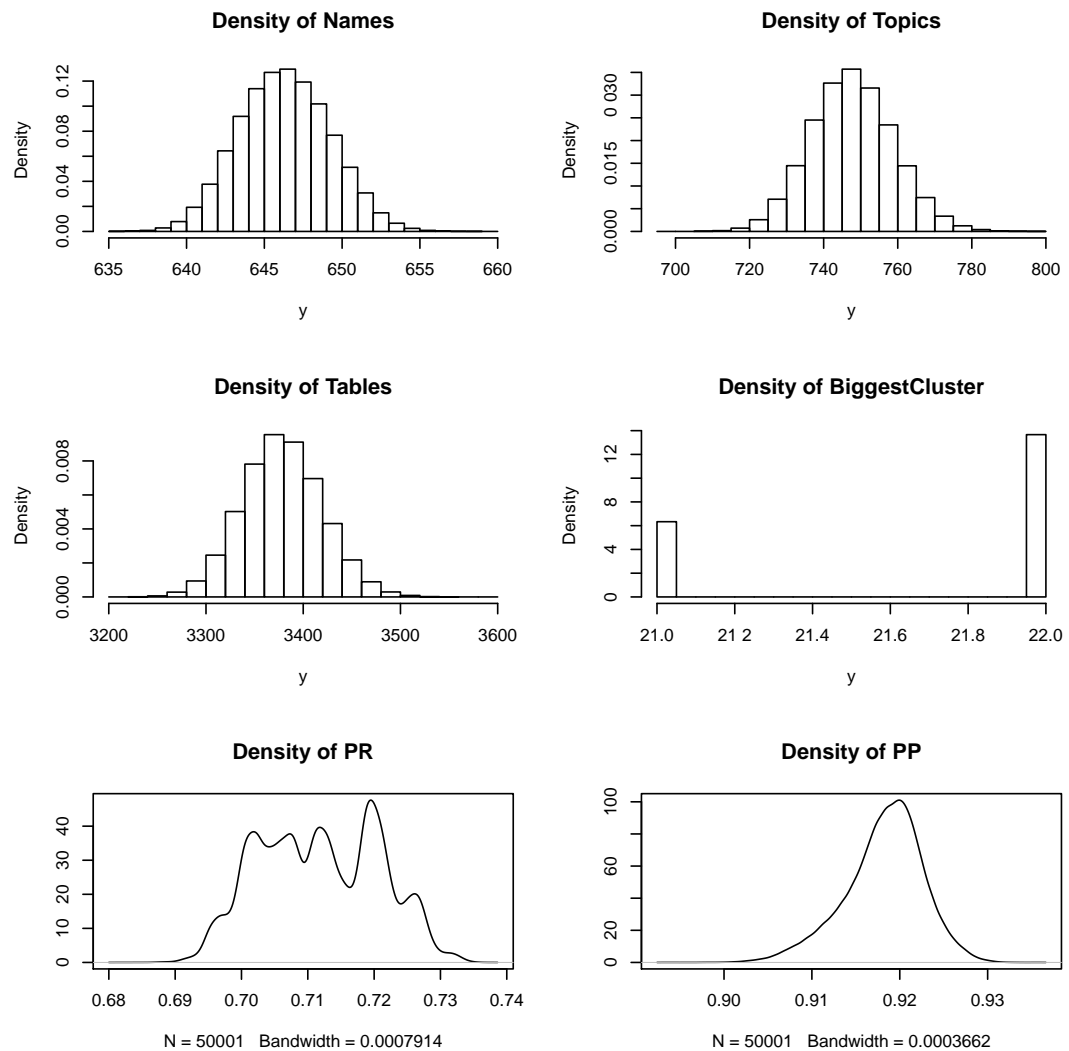 Density of Names
Density
0.00 0.04 0.08 0.12
635 640 645 650 655 660
y
Density of Topics
Density
0.000 0.015 0 030
700 720 740 760 780 800
y
Density of Tables
Density
0.000 0.004 0.008
3200 3300 3400 3500 3600
y
Density of BiggestCluster
Density
0 4 8 12
21.0 21 2 21.4 21.6 21.8 22.0
y
Density of PR
0 10 20 30 40
0.68 0.69 0.70 0.71 0.72 0.73 0.74
N = 50001 Bandwidth = 0.0007914
Density of PP
0 20 60 100
0.90 0.91 0.92 0.93
N = 50001 Bandwidth = 0.0003662